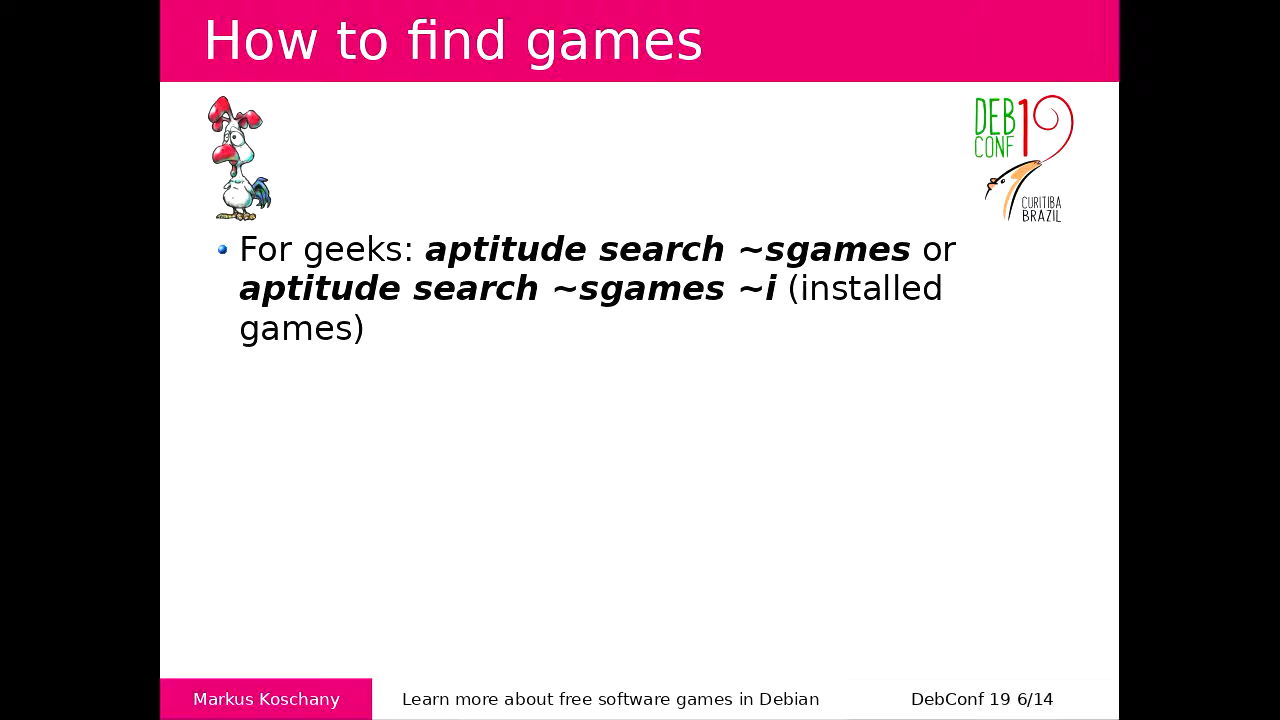 How to find games
DEB
CONF
19
CURITIBA
BRAZIL
For geeks: aptitude search ~sgames or
aptitude search ~sgames ~i (installed
games)
Markus Koschany
Learn more about free software games in Debian
DebConf 19 6/14